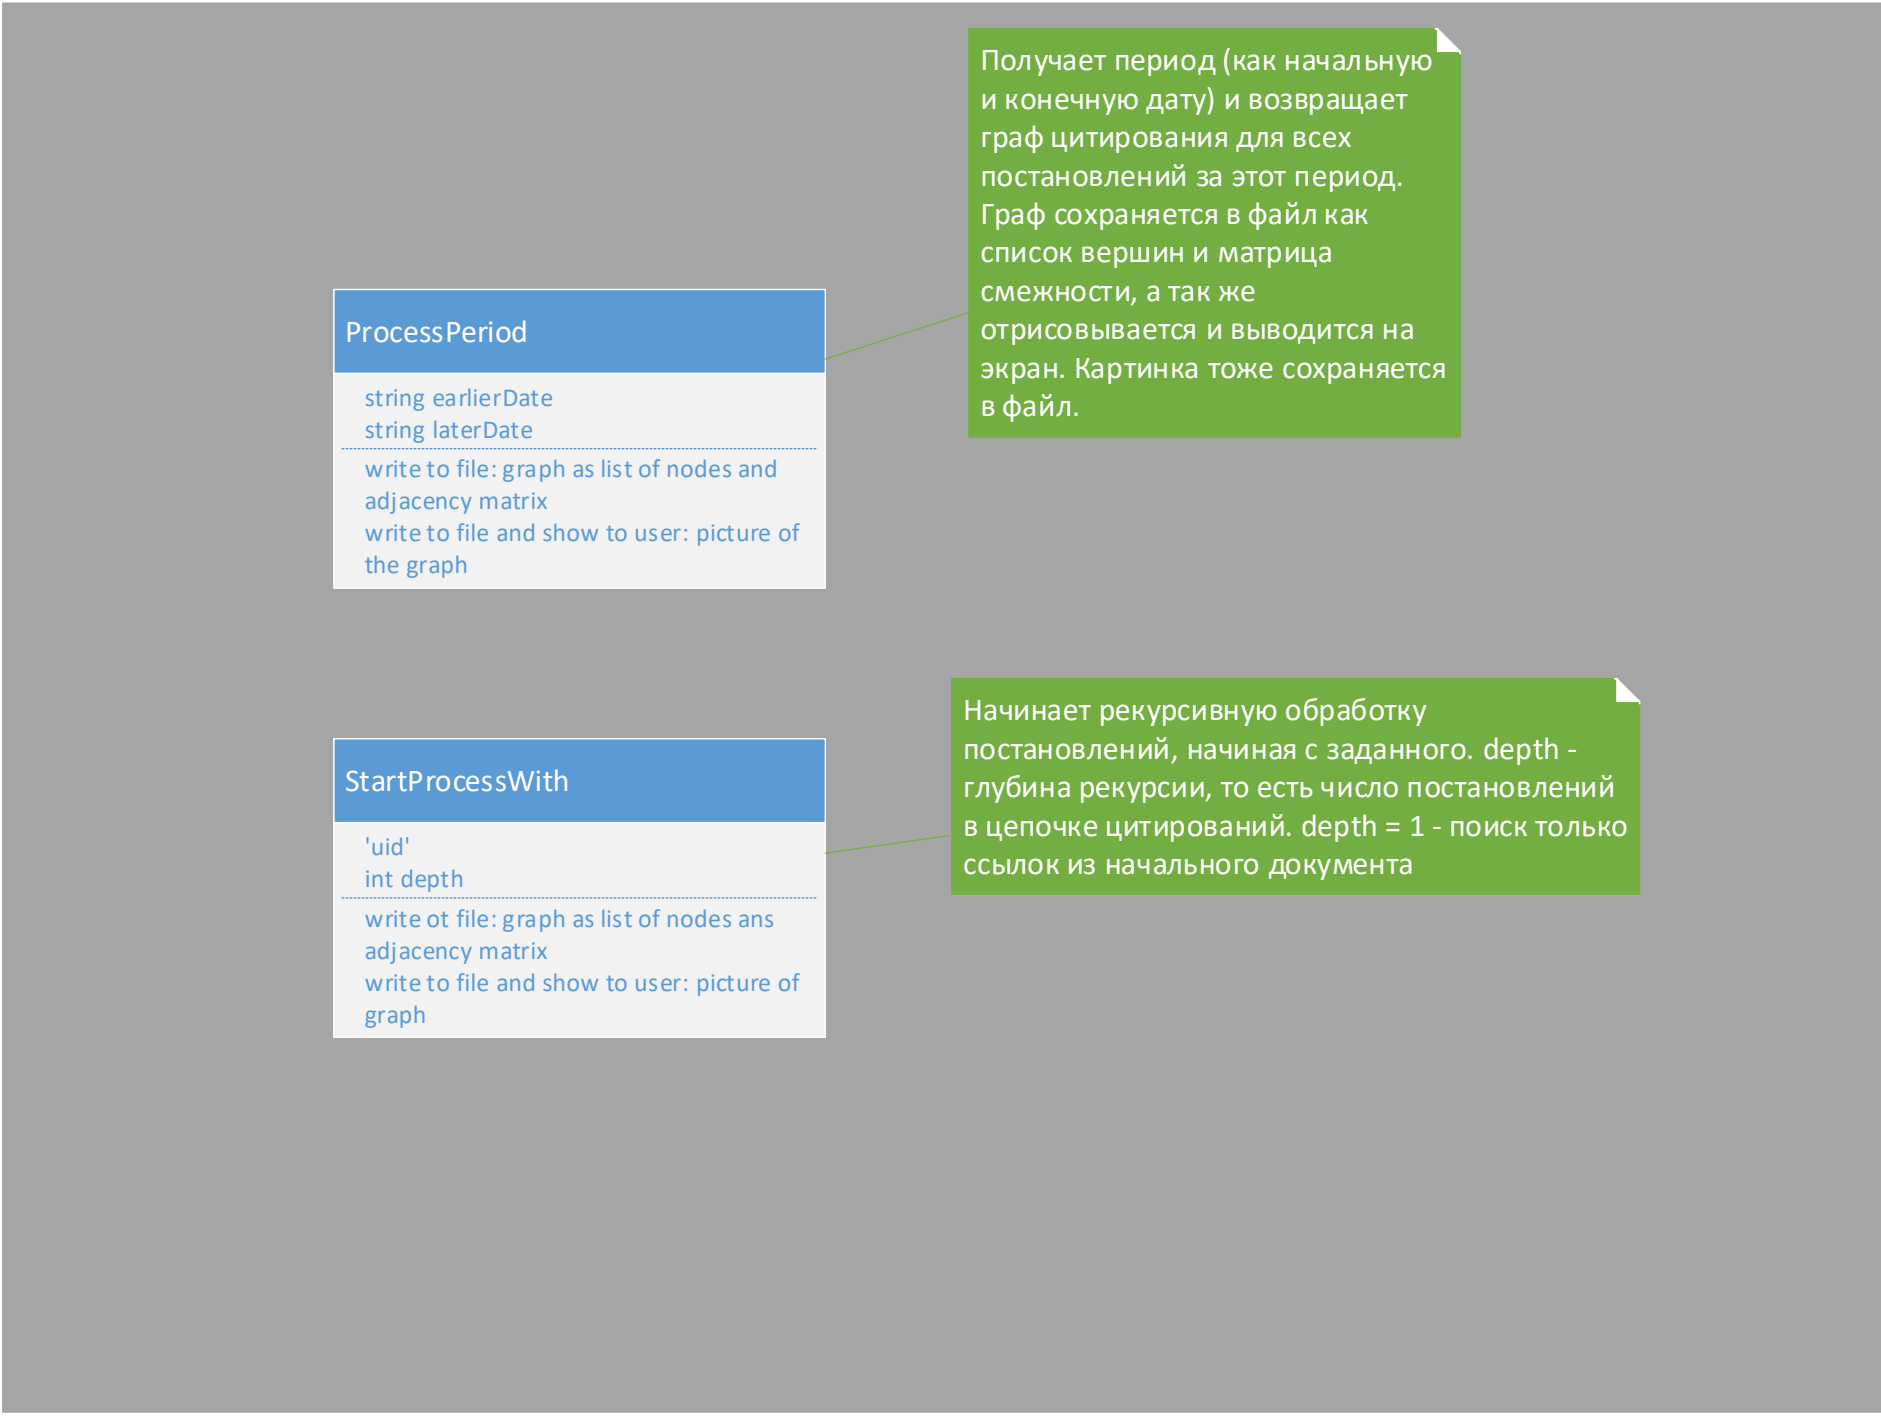 Получает период (как начальную
и конечную дату) и возвращает
граф цитирования для всех
постановлений за этот период.
Граф сохраняется в файл как
список вершин и матрица
смежности, а так же
отрисовывается и выводится на
экран. Картинка тоже сохраняется
в файл.
ProcessPeriod
string earlierDate
string laterDate
write to file: graph as list of nodes and
adjacency matrix
write to file and show to user: picture of
the graph
Начинает рекурсивную обработку
постановлений, начиная с заданного. depth -
глубина рекурсии, то есть число постановлений
в цепочке цитирований. depth = 1 - поиск только
ссылок из начального документа
StartProcessWith
'uid'
int depth
write ot file: graph as list of nodes ans
adjacency matrix
write to file and show to user: picture of
graph